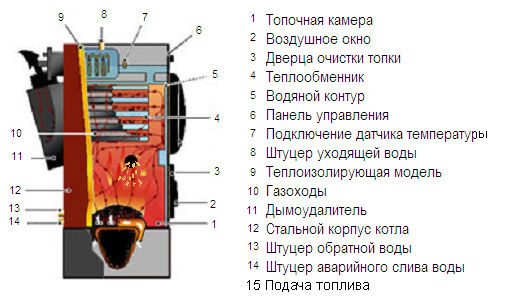 9
8
7
6
5
4
10
11
3
12
2
13
14
1
1 Топочная камера
2 Воздушное окно
3 Дверца очистки топки
4 Теплообменник
5 Водяной контур
6 Панель управления
7 Подключение датчика температуры
8 Штуцер уходящей воды
9 Теплоизолирующая модель
10 Газоходы
11 Дымоудалитель
12 Стальной корпус котла
13 Штуцер обратной воды
14 Штуцер аварийного слива воды
15 Подача топлива